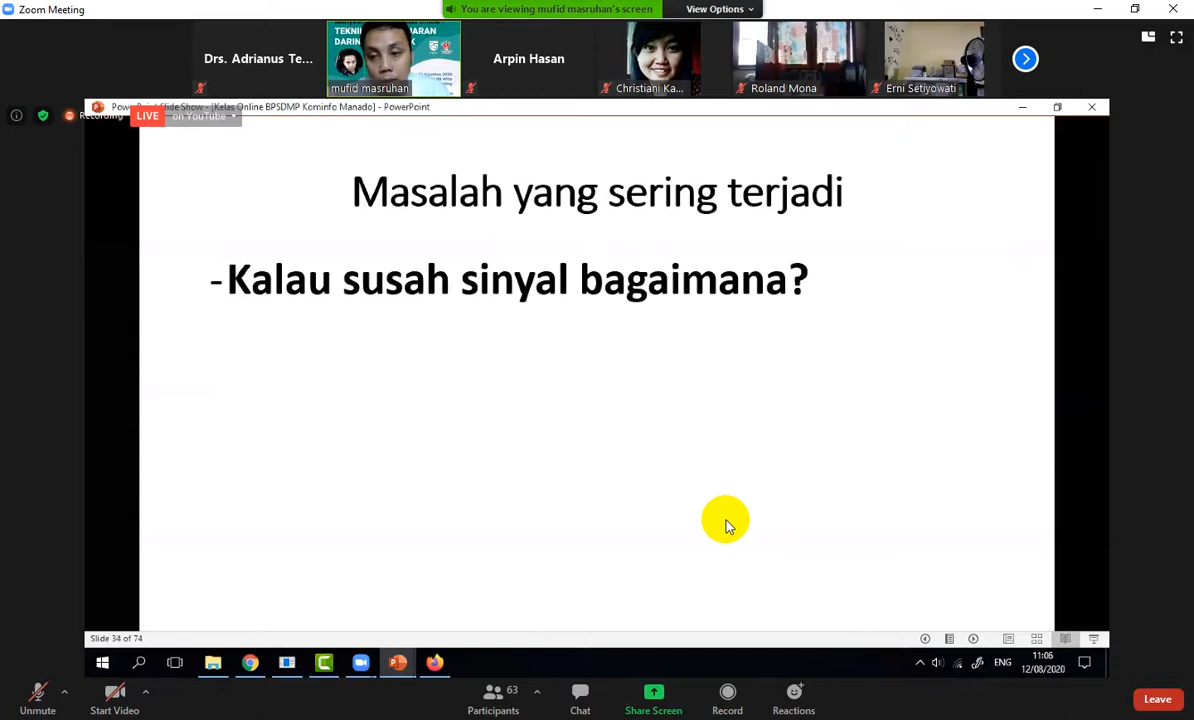 Zoom Meeting
You are viewing mufid masruhan's screen
View Options
Drs. Adrianus Te...
TEKNI
DARIN
mufid masruhan
Arpin Hasan
Christiani Ka...
Roland Mona
Erni Setiyowati
PowerPoint Slide Show - [Kelas Online BPSDMP Kominfo Manado] - PowerPoint
Recording
LIVE
on YouTube
Masalah yang sering terjadi
-Kalau susah sinyal bagaimana?
Slide 34 of 74
ENG
11:06
12/08/2020
Unmute
Start Video
63
Participants
Chat
Share Screen
Record
Reactions
Leave